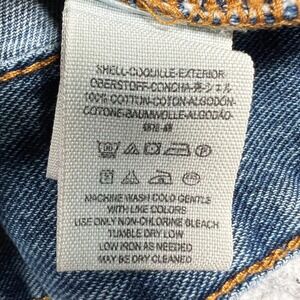 SHELL-COQUILLE-EXTERIOR
OBERSTOFF-CONCHA-表-シェル
100% COTTON-COTON-ALGODÓN-
COTONE-BAUMWOLLE-ALGODÃO
MACHINE WASH COLD GENTLE
WITH LIKE COLORS
USE ONLY NON-CHLORINE BLEACH
TUMBLE DRY LOW
LOW IRON AS NEEDED
MAY BE DRY CLEANED